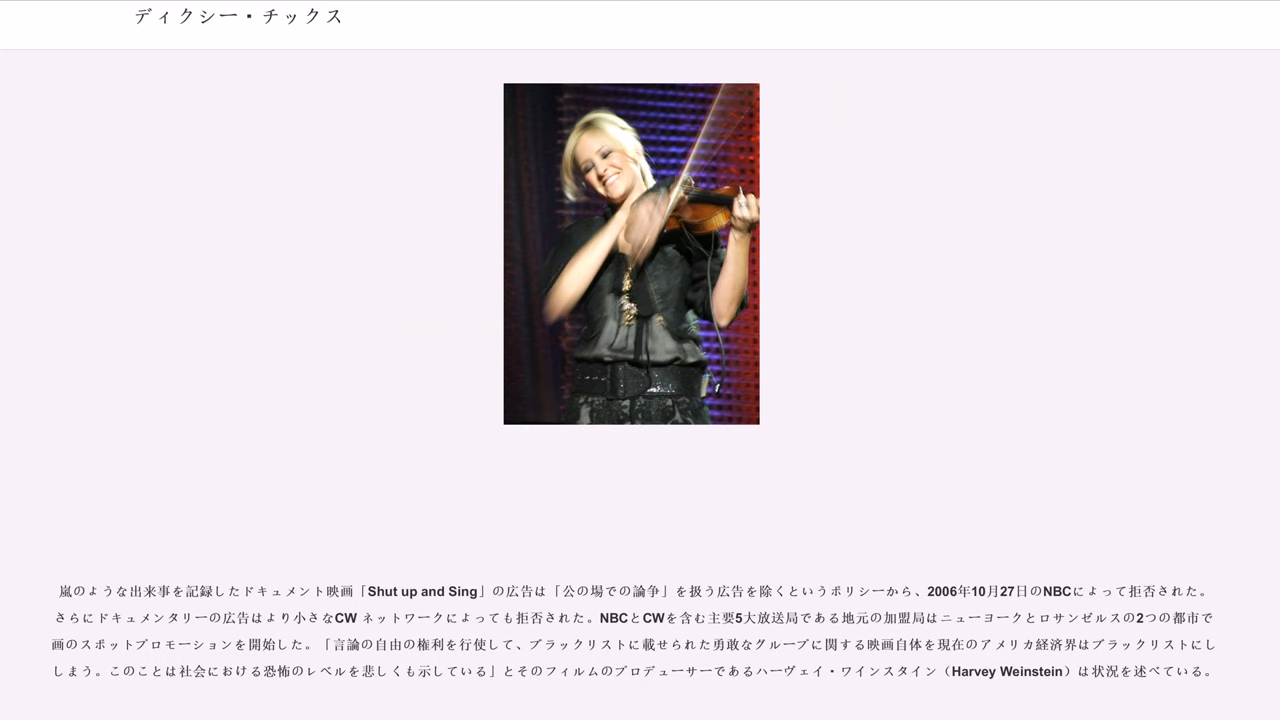 ディクシー・チックス
嵐のような出来事を記録したドキュメント映画「Shut up and Sing」の広告は「公の場での論争」を扱う広告を除くというポリシーから、2006年10月27日のNBCによって拒否された。
さらにドキュメンタリーの広告はより小さなCW ネットワークによっても拒否された。NBCとCWを含む主要5大放送局である地元の加盟局はニューヨークとロサンゼルスの2つの都市で
画のスポットプロモーションを開始した。「言論の自由の権利を行使して、ブラックリストに載せられた勇敢なグループに関する映画自体を現在のアメリカ経済界はブラックリストにし
しまう。このことは社会における恐怖のレベルを悲しくも示している」とそのフィルムのプロデューサーであるハーヴェイ・ワインスタイン（Harvey Weinstein）は状況を述べている。